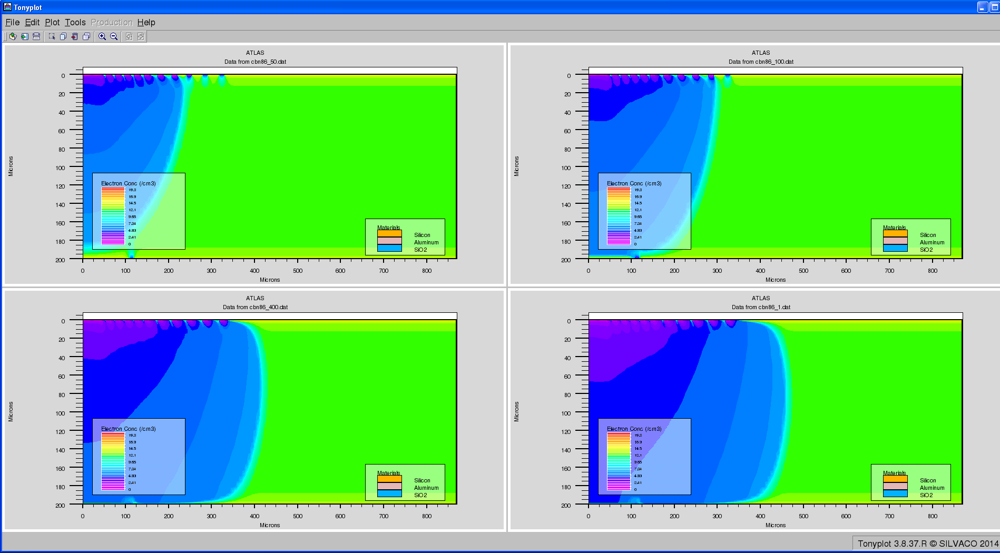 Tonyplot
File Edit Plot Tools Production Help
ATLAS
Data from cbn86_50.dat
0
20
40
60
80
100
120
140
160
180
200
Microns
Electron Conc (/cm3)
19.3
16.9
14.5
12.1
9.65
7.24
4.83
2.41
0
Materials
Silicon
Aluminum
SiO2
0 100 200 300 400 500 600 700 800
Microns
ATLAS
Data from cbn86_100.dat
0
20
40
60
80
100
120
140
160
180
200
Microns
Electron Conc (/cm3)
19.3
16.9
14.5
12.1
9.65
7.24
4.83
2.41
0
Materials
Silicon
Aluminum
SiO2
0 100 200 300 400 500 600 700 800
Microns
ATLAS
Data from cbn86_400.dat
0
20
40
60
80
100
120
140
160
180
200
Microns
Electron Conc (/cm3)
19.3
16.9
14.5
12.1
9.65
7.24
4.83
2.41
0
Materials
Silicon
Aluminum
SiO2
0 100 200 300 400 500 600 700 800
Microns
ATLAS
Data from cbn86_1.dat
0
20
40
60
80
100
120
140
160
180
200
Microns
Electron Conc (/cm3)
19.3
16.9
14.5
12.1
9.65
7.24
4.83
2.41
0
Materials
Silicon
Aluminum
SiO2
0 100 200 300 400 500 600 700 800
Microns
Tonyplot 3.8.37.R © SILVACO 2014